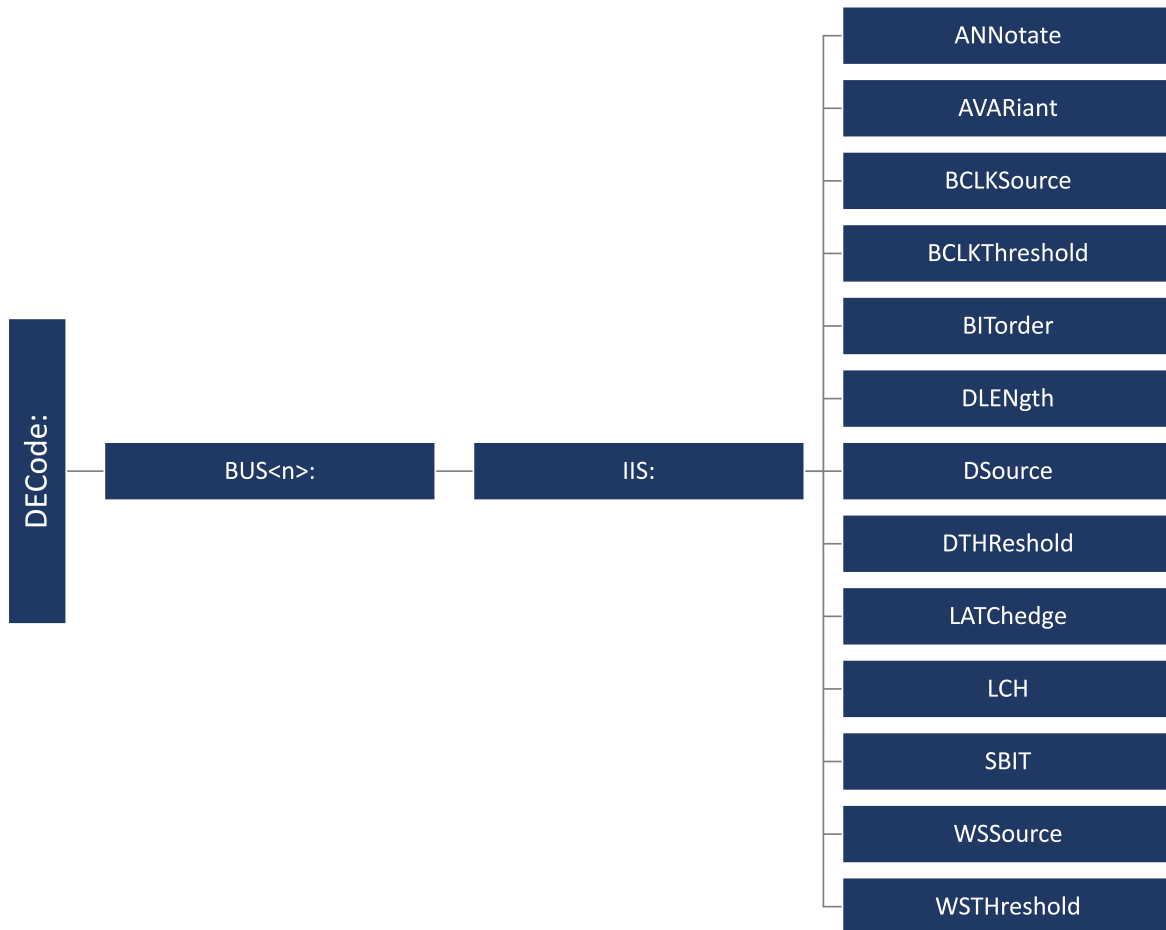 DECode:
BUS<n>:
IIS:
ANNotate
AVARiant
BCLKSource
BCLKThreshold
BITorder
DLENgth
DSource
DTHReshold
LATChedge
LCH
SBIT
WSSource
WSTHreshold